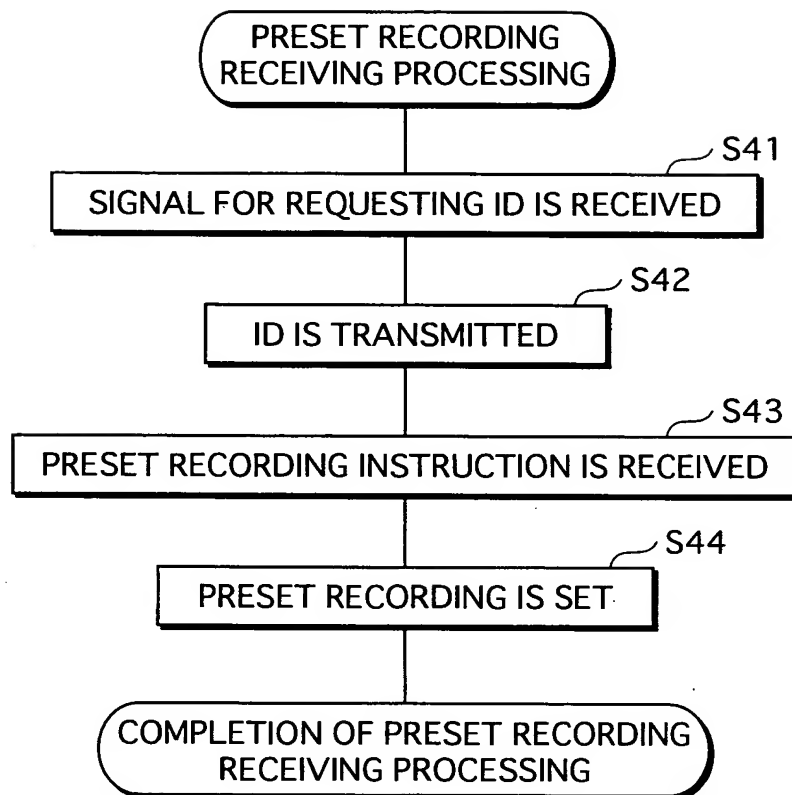 PRESET RECORDING
RECEIVING PROCESSING
S41
SIGNAL FOR REQUESTING ID IS RECEIVED
S42
ID IS TRANSMITTED
S43
PRESET RECORDING INSTRUCTION IS RECEIVED
S44
PRESET RECORDING IS SET
COMPLETION OF PRESET RECORDING
RECEIVING PROCESSING